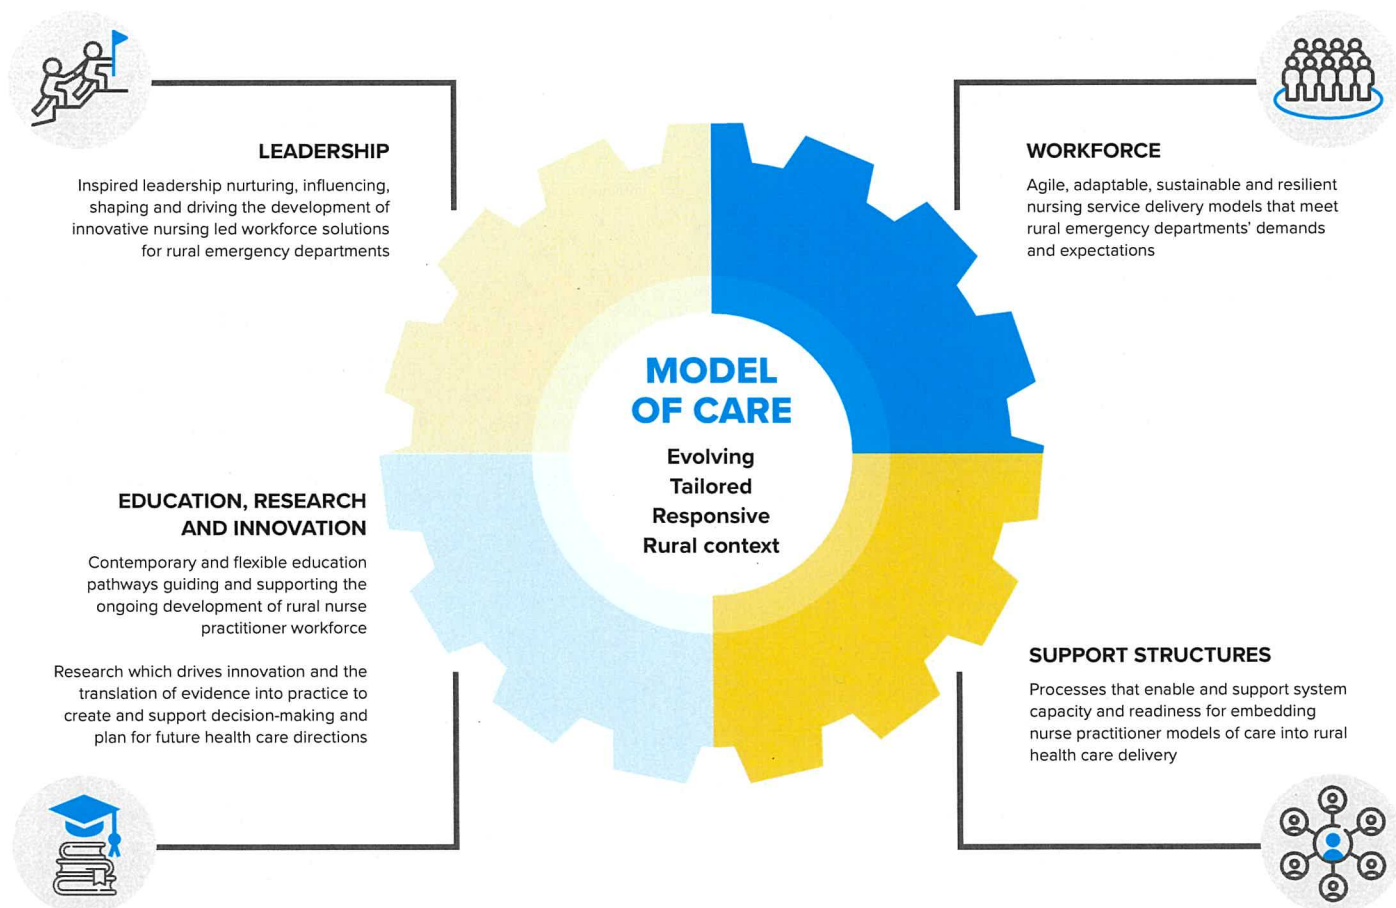 LEADERSHIP
Inspired leadership nurturing, influencing,
shaping and driving the development of
innovative nursing led workforce solutions
for rural emergency departments
WORKFORCE
Agile, adaptable, sustainable and resilient
nursing service delivery models that meet
rural emergency departments' demands
and expectations
MODEL
OF CARE
Evolving
Tailored
Responsive
Rural context
EDUCATION, RESEARCH
AND INNOVATION
Contemporary and flexible education
pathways guiding and supporting the
ongoing development of rural nurse
practitioner workforce
Research which drives innovation and the
translation of evidence into practice to
create and support decision-making and
plan for future health care directions
SUPPORT STRUCTURES
Processes that enable and support system
capacity and readiness for embedding
nurse practitioner models of care into rural
health care delivery